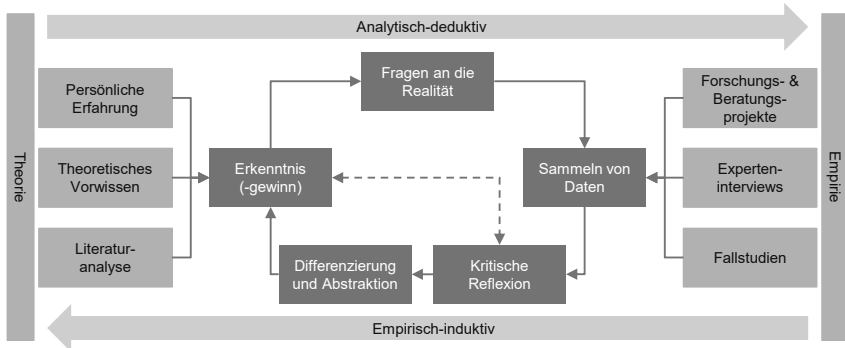 Analytisch-deduktiv
Theorie
Persönliche
Erfahrung
Theoretisches
Vorwissen
Literatur-
analyse
Fragen an die
Realität
Erkenntnis
(-gewinn)
Sammeln von
Daten
Differenzierung
und Abstraktion
Kritische
Reflexion
Forschungs- &
Beratungs-
projekte
Experten-
interviews
Fallstudien
Empirie
Empirisch-induktiv